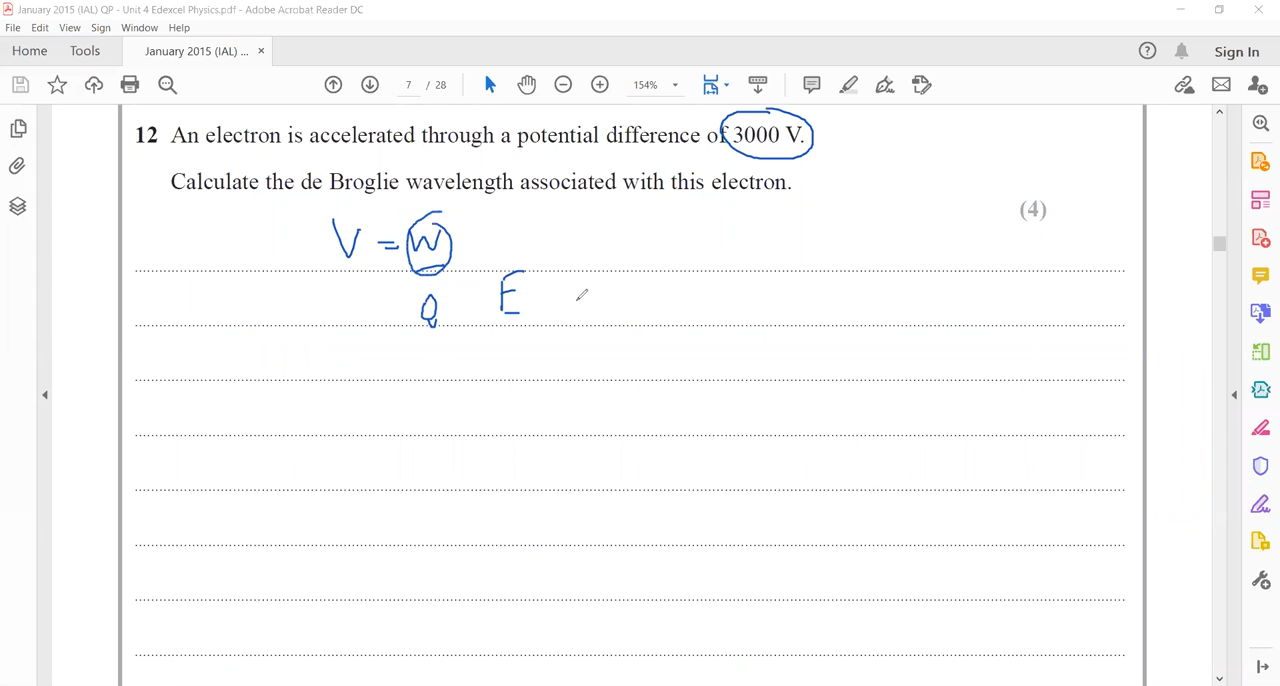 January 2015 (IAL) QP - Unit 4 Edexcel Physics.pdf - Adobe Acrobat Reader DC
File Edit View Sign Window Help
Home Tools January 2015 (IAL) ... × Sign In
7 / 28 154%
12 An electron is accelerated through a potential difference of 3000 V.
Calculate the de Broglie wavelength associated with this electron.
(4)
V = W
Q E